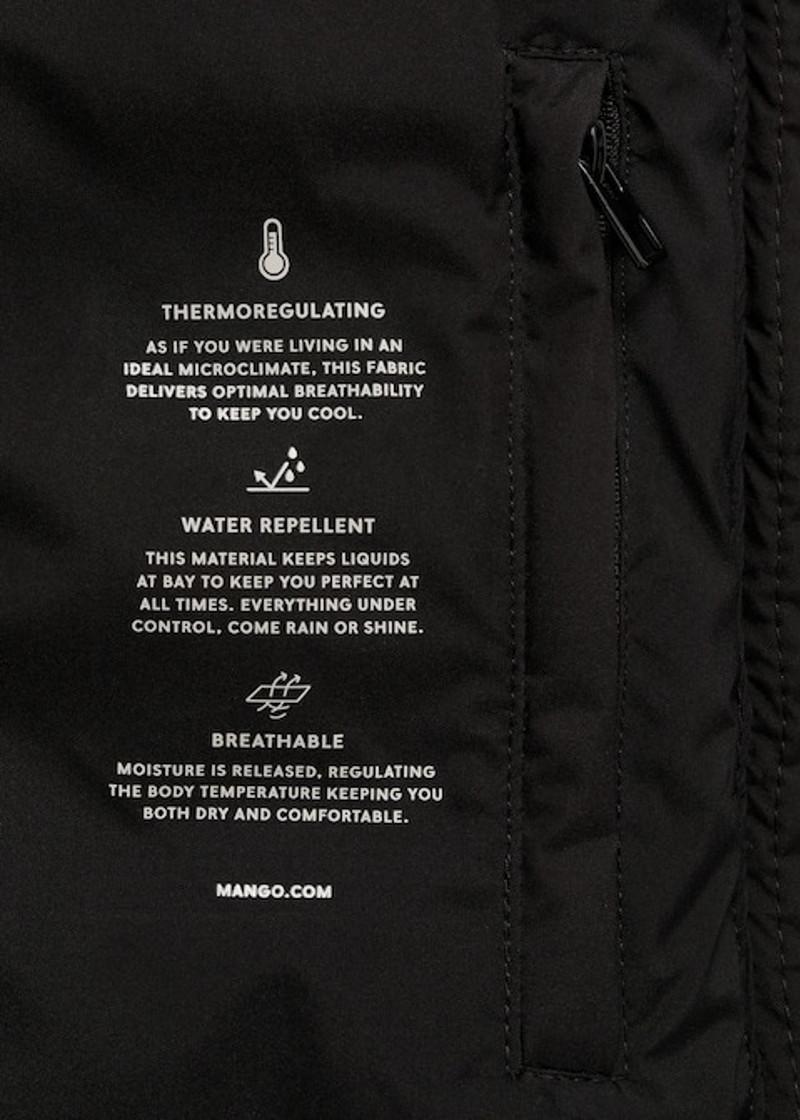 THERMOREGULATING
AS IF YOU WERE LIVING IN AN
IDEAL MICROCLIMATE, THIS FABRIC
DELIVERS OPTIMAL BREATHABILITY
TO KEEP YOU COOL.
WATER REPELLENT
THIS MATERIAL KEEPS LIQUIDS
AT BAY TO KEEP YOU PERFECT AT
ALL TIMES. EVERYTHING UNDER
CONTROL, COME RAIN OR SHINE.
BREATHABLE
MOISTURE IS RELEASED, REGULATING
THE BODY TEMPERATURE KEEPING YOU
BOTH DRY AND COMFORTABLE.
MANGO.COM